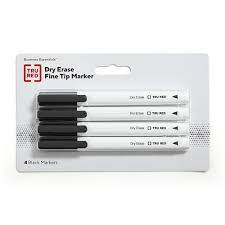 Business Essentials™
TRU
RED
Dry Erase
Fine Tip Marker
Dry Erase TRU RED
Dry Erase TRU RED
Dry Erase TRU RED
Dry Erase TRU RED
4 Black Markers